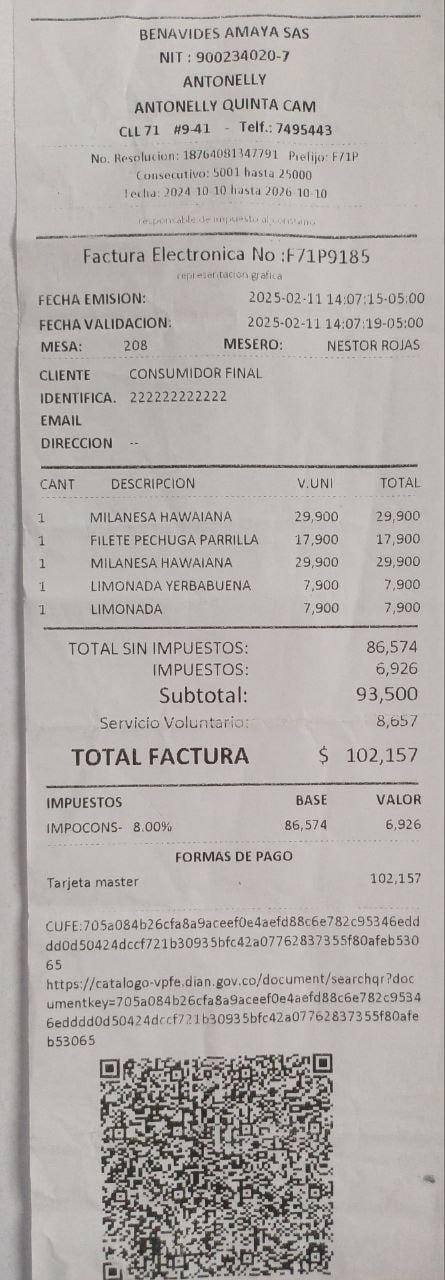 BENAVIDES AMAYA SAS
NIT : 900234020-7
ANTONELLY
ANTONELLY QUINTA CAM
CLL 71 #9-41 - Telf.: 7495443
No. Resolucion: 18764081347791 Prefijo: F71P
Consecutivo: 5001 hasta 25000
Fecha: 2024-10-10 hasta 2026-10-10
responsable de impuesto al consumo
Factura Electronica No :F71P9185
representacion grafica
FECHA EMISION: 2025-02-11 14:07:15-05:00
FECHA VALIDACION: 2025-02-11 14:07:19-05:00
MESA: 208 MESERO: NESTOR ROJAS
CLIENTE CONSUMIDOR FINAL
IDENTIFICA. 222222222222
EMAIL
DIRECCION --
CANT DESCRIPCION V.UNI TOTAL
1 MILANESA HAWAIANA 29,900 29,900
1 FILETE PECHUGA PARRILLA 17,900 17,900
1 MILANESA HAWAIANA 29,900 29,900
1 LIMONADA YERBABUENA 7,900 7,900
1 LIMONADA 7,900 7,900
TOTAL SIN IMPUESTOS: 86,574
IMPUESTOS: 6,926
Subtotal: 93,500
Servicio Voluntario: 8,657
TOTAL FACTURA $ 102,157
IMPUESTOS BASE VALOR
IMPOCONS- 8.00% 86,574 6,926
FORMAS DE PAGO
Tarjeta master 102,157
CUFE:705a084b26cfa8a9aceef0e4aefd88c6e782c95346edd
dd0d50424dccf721b30935bfc42a07762837355f80afeb530
65
https://catalogo-vpfe.dian.gov.co/document/searchqr?doc
umentkey=705a084b26cfa8a9aceef0e4aefd88c6e782c9534
6edddd0d50424dccf721b30935bfc42a07762837355f80afe
b53065